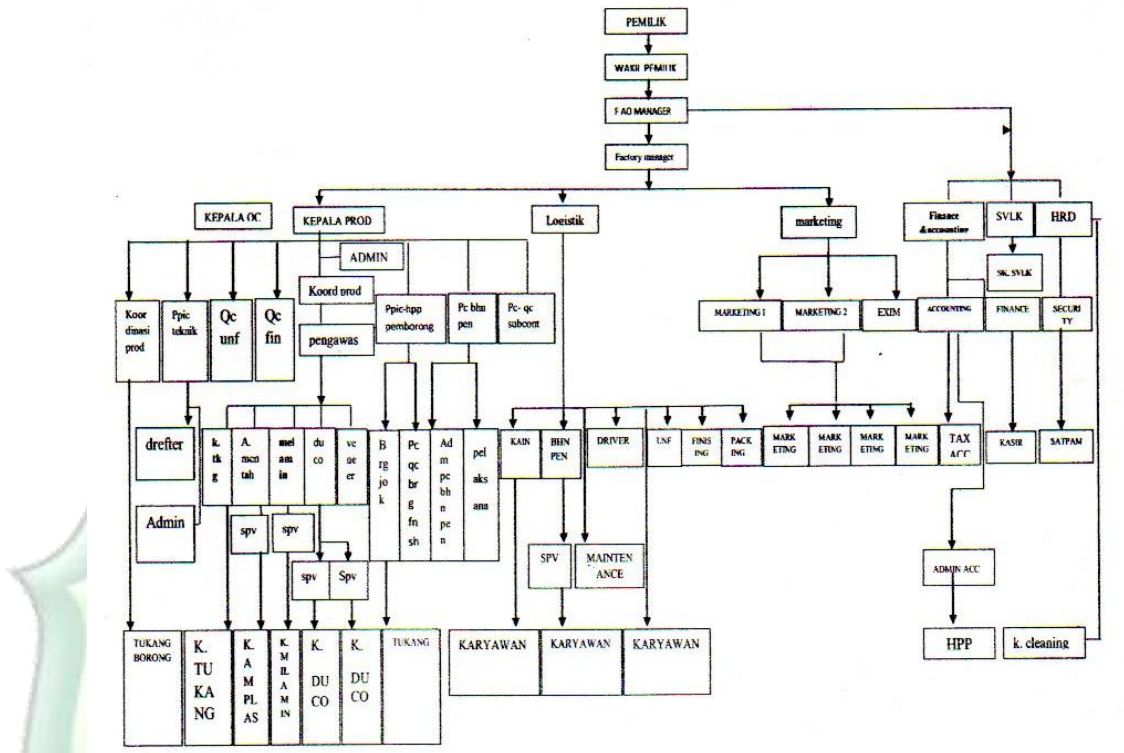 PEMILIK
WAKIL PEMILIK
F AO MANAGER
Factory manager
KEPALA QC
KEPALA PROD
Logistik
marketing
Finance
&accounting
SVLK
HRD
ADMIN
SK. SVLK
Koord prod
Koor
dinasi
prod
Ppic
teknik
Qc
unf
Qc
fin
pengawas
Ppic-hpp
pemborong
Pc bhn
pen
Pc- qc
subcont
MARKETING 1
MARKETING 2
EXIM
ACCOUNTING
FINANCE
SECURI
TY
drefter
k.
tk
g
A.
men
tah
mel
am
in
du
co
ve
ne
er
B
rg
jo
k
Pc
qc
br
g
fn
sh
Ad
m
pc
bh
n
pe
n
pel
aks
ana
KAIN
BHN
PEN
DRIVER
UNF
FINIS
ING
PACK
ING
MARK
ETING
MARK
ETING
MARK
ETING
MARK
ETING
TAX
ACC
KASIR
SATPAM
Admin
spv
spv
spv
Spv
SPV
MAINTEN
ANCE
ADMIN ACC
TUKANG
BORONG
K.
TU
KA
NG
K.
A
M
PL
AS
K.
M
IL
A
M
IN
K.
DU
CO
K.
DU
CO
TUKANG
KARYAWAN
KARYAWAN
KARYAWAN
HPP
k. cleaning